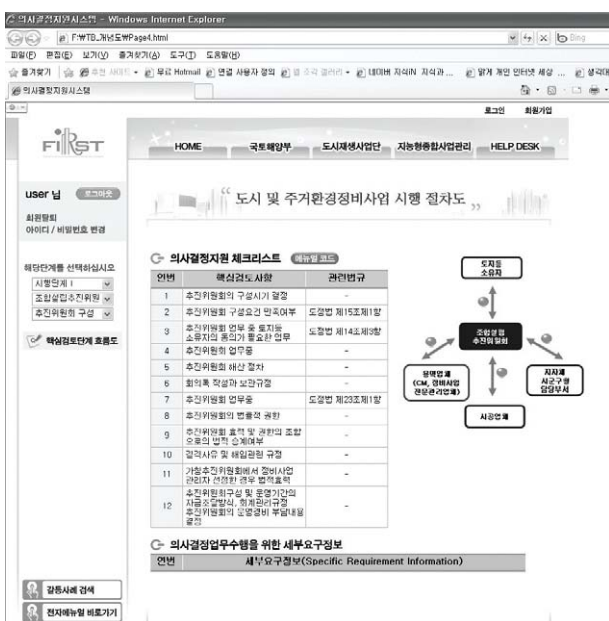 의사결정지원시스템 - Windows Internet Explorer
F:₩TB_개념도₩Page4.html
Bing
파일(F) 편집(E) 보기(V) 즐겨찾기(A) 도구(T) 도움말(H)
즐겨찾기 추천 사이트 무료 Hotmail 연결 사용자 정의 네이버 지식iN 지식과... 맑게 개인 인터넷 세상 ...
의사결정지원시스템
로그인 회원가입
FiRST
HOME 국토해양부 도시재생사업단 지능형종합사업관리 HELP DESK
user 님 로그아웃
회원탈퇴
아이디 / 비밀번호 변경
해당단계를 선택하십시오
시행단계 I
조합설립추진위원
추진위원회 구성
핵심검토단계 흐름도
“ 도시 및 주거환경정비사업 시행 절차도 ”
의사결정지원 체크리스트 매뉴얼 코드
연번 핵심검토사항 관련법규
1 추진위원회의 구성시기 결정 -
2 추진위원회 구성요건 만족여부 도정법 제15조제1항
3 추진위원회 업무 중 토지등
소유자의 동의가 필요한 업무 도정법 제14조제3항
4 추진위원회 업무중 -
5 추진위원회 해산 절차 -
6 회의록 작성과 보관규정 -
7 추진위원회 업무중 도정법 제23조제1항
8 추진위원회의 법률적 권한 -
9 추진위원회 효력 및 권한의 조합
으로의 법적 승계여부 -
10 결격사유 및 해임관련 규정 -
11 가칭추진위원회에서 정비사업
관리자 선정한 경우 법적효력 -
12 추진위원회구성 및 운영기간의
자금조달방식, 회계관리규정
추진위원회의 운영경비 부담내용
결정 -
토지등
소유자
조합설립
추진위원회
용역업체
(CM, 정비사업
전문관리업체)
지자체
시군구청
담당부서
시공업체
의사결정업무수행을 위한 세부요구정보
연번 세부요구정보(Specific Requirement Information)
갈등사례 검색
전자매뉴얼 바로가기